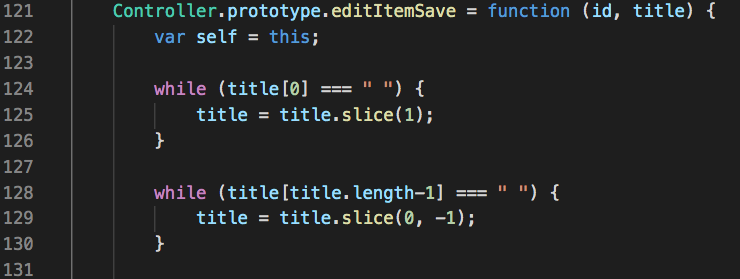 121 Controller.prototype.editItemSave = function (id, title) {
122 var self = this;
123
124 while (title[0] === " ") {
125 title = title.slice(1);
126 }
127
128 while (title[title.length-1] === " ") {
129 title = title.slice(0, -1);
130 }
131